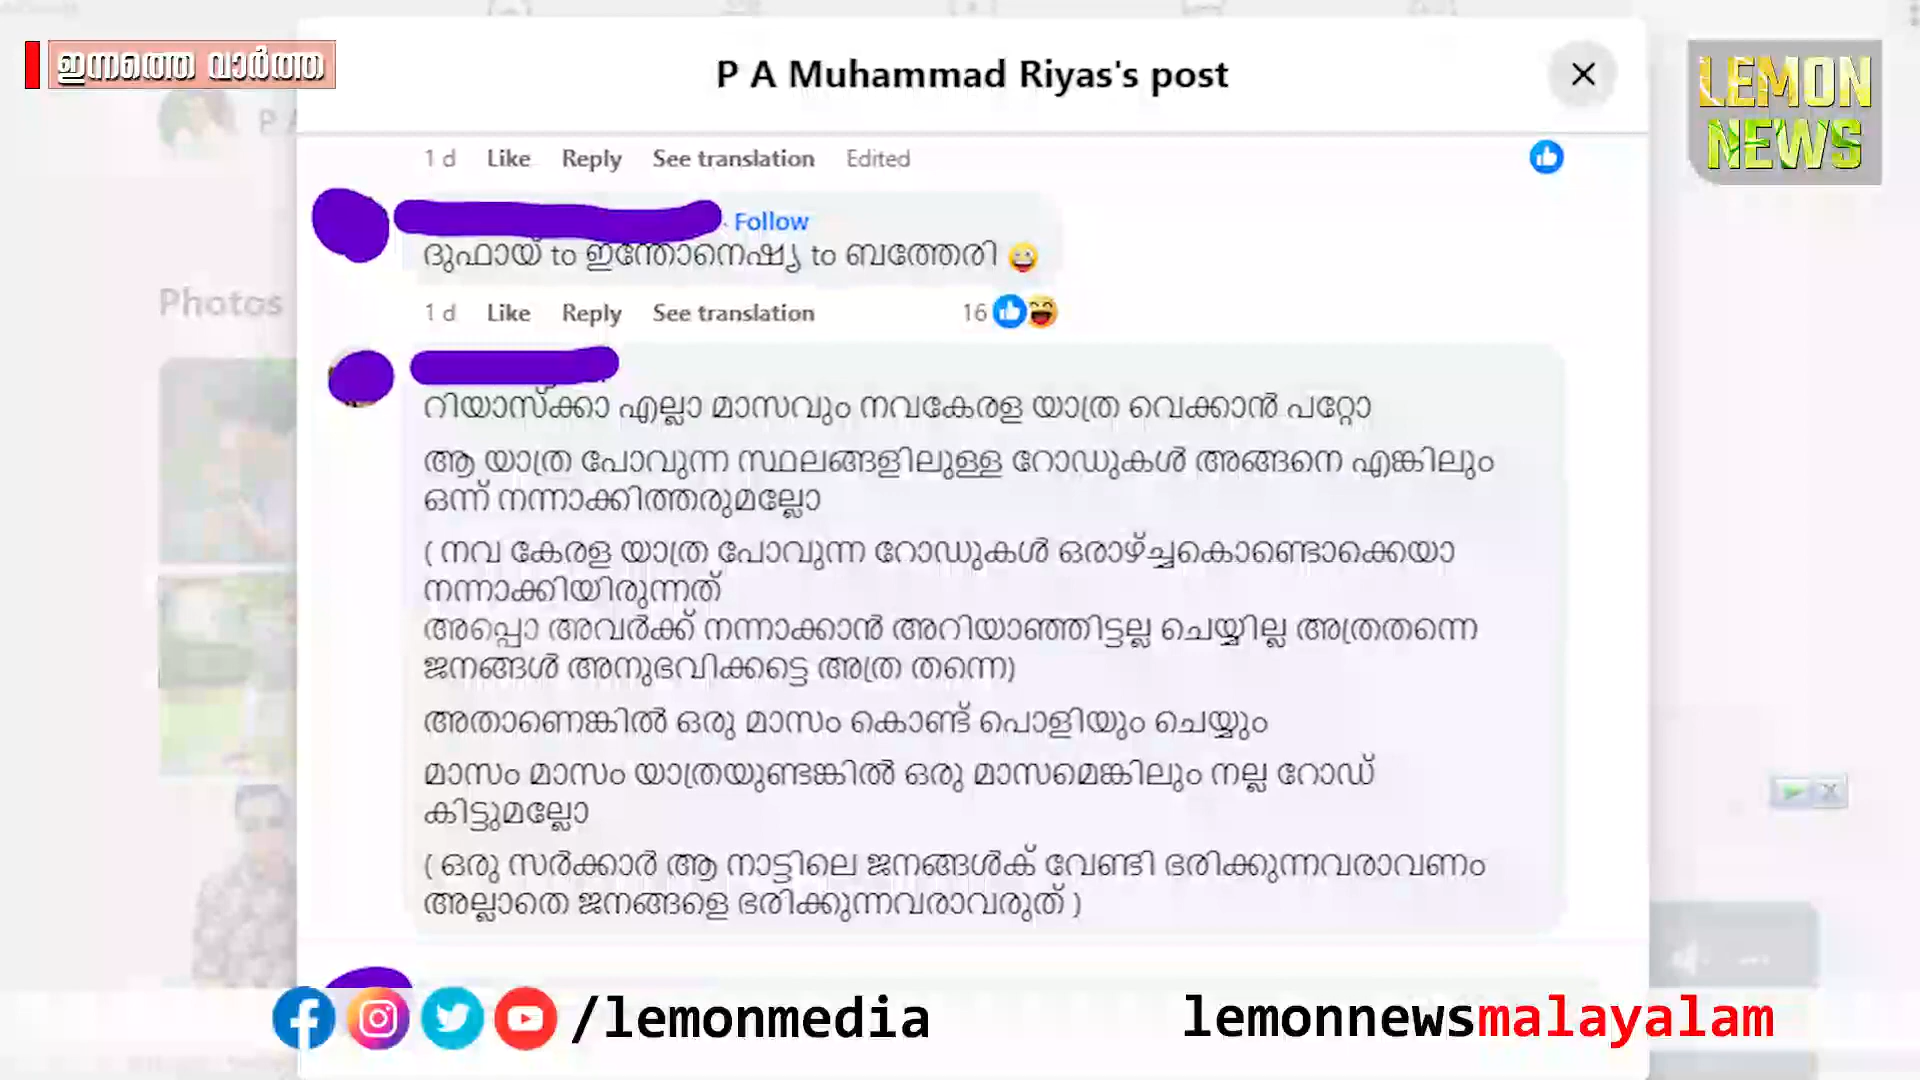 ഇന്നത്തെ വാർത്ത
P A Muhammad Riyas's post
LEMON
NEWS
P A
1 d Like Reply See translation Edited
Follow
ദുഫായ് to ഇന്തോനെഷ്യ to ബത്തേരി 😀
Photos
1 d Like Reply See translation 16
റിയാസ്ക്കാ എല്ലാ മാസവും നവകേരള യാത്ര വെക്കാൻ പറ്റോ
ആ യാത്ര പോവുന്ന സ്ഥലങ്ങളിലുള്ള റോഡുകൾ അങ്ങനെ എങ്കിലും
ഒന്ന് നന്നാക്കിത്തരുമല്ലോ
( നവ കേരള യാത്ര പോവുന്ന റോഡുകൾ ഒരാഴ്ച്ചകൊണ്ടൊക്കെയാ
നന്നാക്കിയിരുന്നത്
അപ്പൊ അവർക്ക് നന്നാക്കാൻ അറിയാഞ്ഞിട്ടല്ല ചെയ്യില്ല അത്രതന്നെ
ജനങ്ങൾ അനുഭവിക്കട്ടെ അത്ര തന്നെ)
അതാണെങ്കിൽ ഒരു മാസം കൊണ്ട് പൊളിയും ചെയ്യും
മാസം മാസം യാത്രയുണ്ടങ്കിൽ ഒരു മാസമെങ്കിലും നല്ല റോഡ്
കിട്ടുമല്ലോ
( ഒരു സർക്കാർ ആ നാട്ടിലെ ജനങ്ങൾക് വേണ്ടി ഭരിക്കുന്നവരാവണം
അല്ലാതെ ജനങ്ങളെ ഭരിക്കുന്നവരാവരുത് )
/lemonmedia
lemonnewsmalayalam